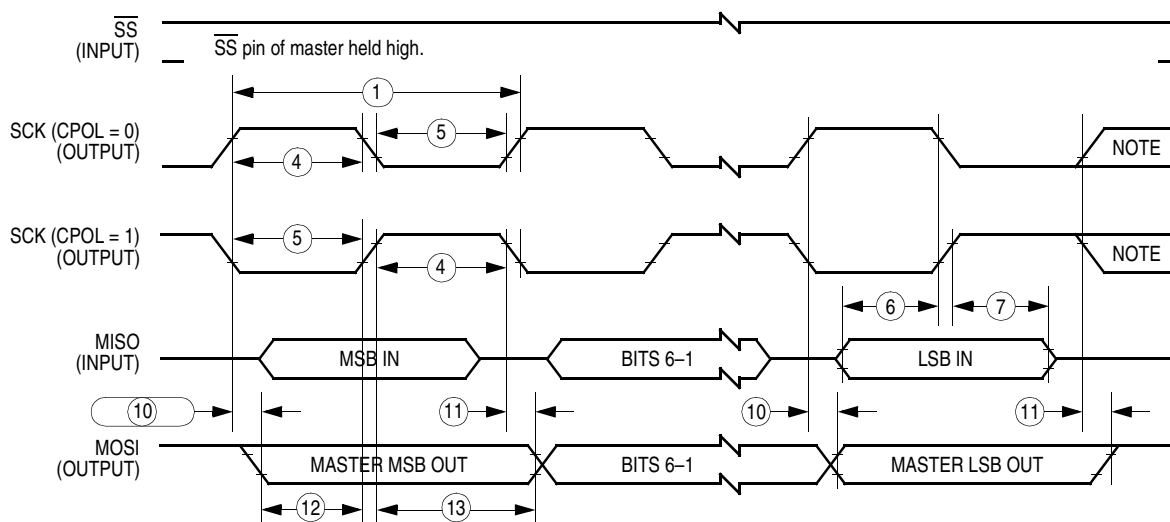 SS
(INPUT)
SS pin of master held high.
1
SCK (CPOL = 0)
(OUTPUT)
5
4
NOTE
SCK (CPOL = 1)
(OUTPUT)
5
4
NOTE
6
7
MISO
(INPUT)
MSB IN
BITS 6–1
LSB IN
10
11
10
11
MOSI
(OUTPUT)
MASTER MSB OUT
BITS 6–1
MASTER LSB OUT
12
13